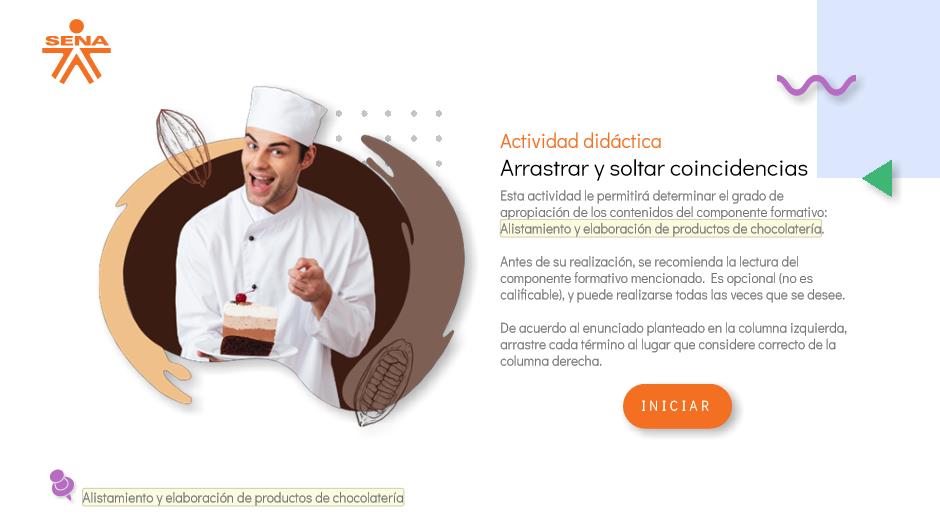 SENA
Actividad didáctica
Arrastrar y soltar coincidencias
Esta actividad le permitirá determinar el grado de
apropiación de los contenidos del componente formativo:
Alistamiento y elaboración de productos de chocolatería.
Antes de su realización, se recomienda la lectura del
componente formativo mencionado. Es opcional (no es
calificable), y puede realizarse todas las veces que se desee.
De acuerdo al enunciado planteado en la columna izquierda,
arrastre cada término al lugar que considere correcto de la
columna derecha.
INICIAR
Alistamiento y elaboración de productos de chocolatería